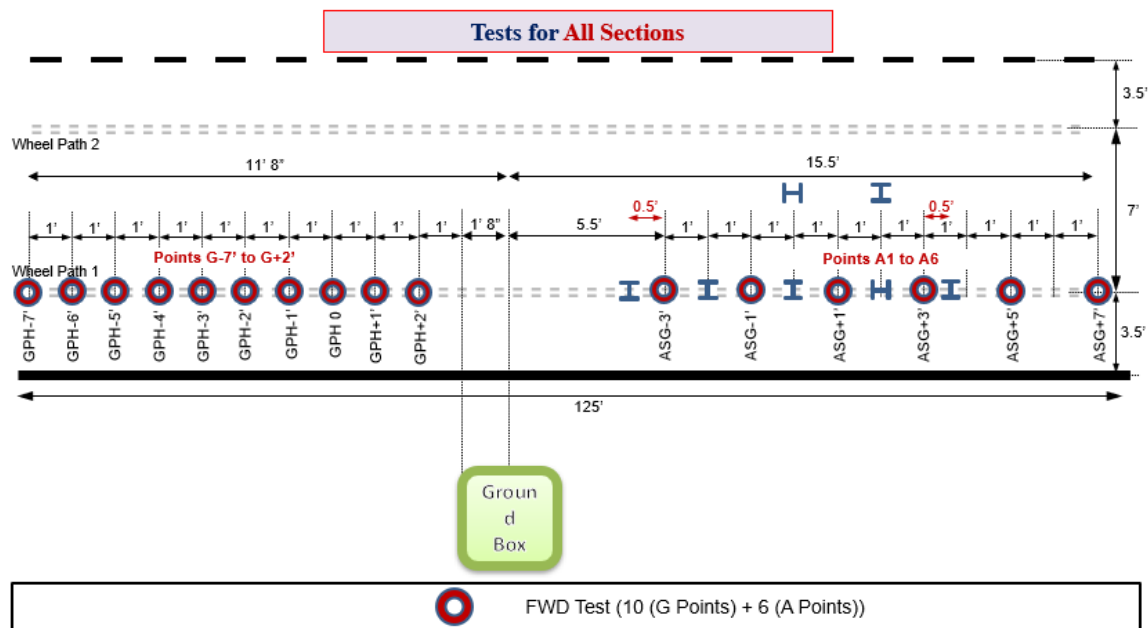 Tests for All Sections
3.5'
Wheel Path 2
11' 8"
15.5'
7'
0.5'
0.5'
1' 1' 1' 1' 1' 1' 1' 1' 1' 1' 1' 8" 5.5' 1' 1' 1' 1' 1' 1' 1' 1' 1' 1'
Points G-7' to G+2'
Points A1 to A6
Wheel Path 1
GPH-7'
GPH-6'
GPH-5'
GPH-4'
GPH-3'
GPH-2'
GPH-1'
GPH 0
GPH+1'
GPH+2'
ASG-3'
ASG-1'
ASG+1'
ASG+3'
ASG+5'
ASG+7'
3.5'
125'
Groun
d
Box
FWD Test (10 (G Points) + 6 (A Points))